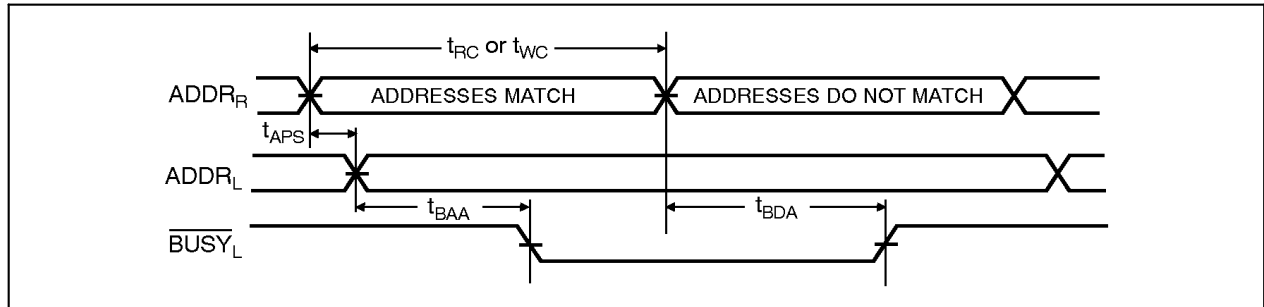 tRC or tWC
ADDRR ADDRESSES MATCH ADDRESSES DO NOT MATCH
tAPS
ADDRL
tBAA tBDA
BUSYL